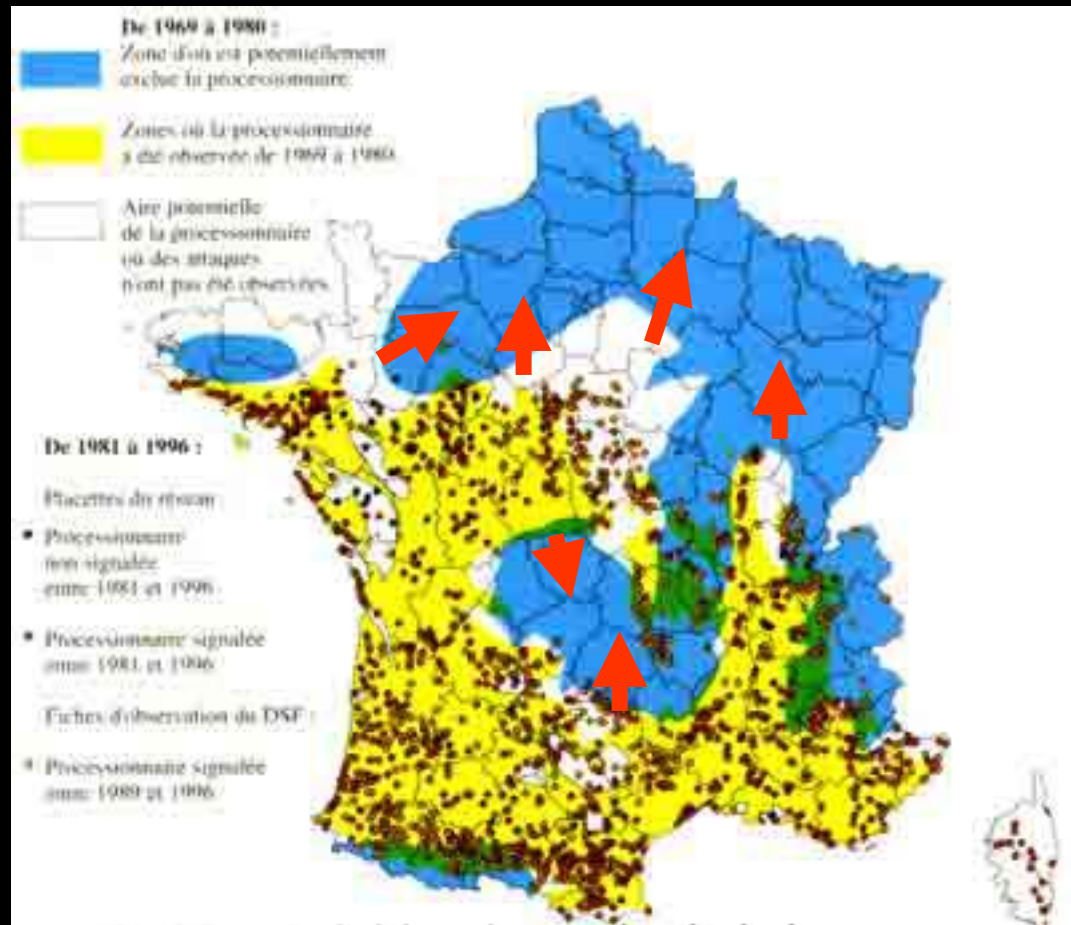 De 1969 à 1980 :
Zone d'où est potentiellement
exclue la processionnaire
Zones où la processionnaire
a été observée de 1969 à 1980
Aire potentielle
de la processionnaire
où des attaques
n'ont pas été observées
De 1981 à 1996 :
Placettes du réseau
Processionnaire
non signalée
entre 1981 et 1996
Processionnaire signalée
entre 1981 et 1996
Fiches d'observation du DSF :
Processionnaire signalée
entre 1989 et 1996